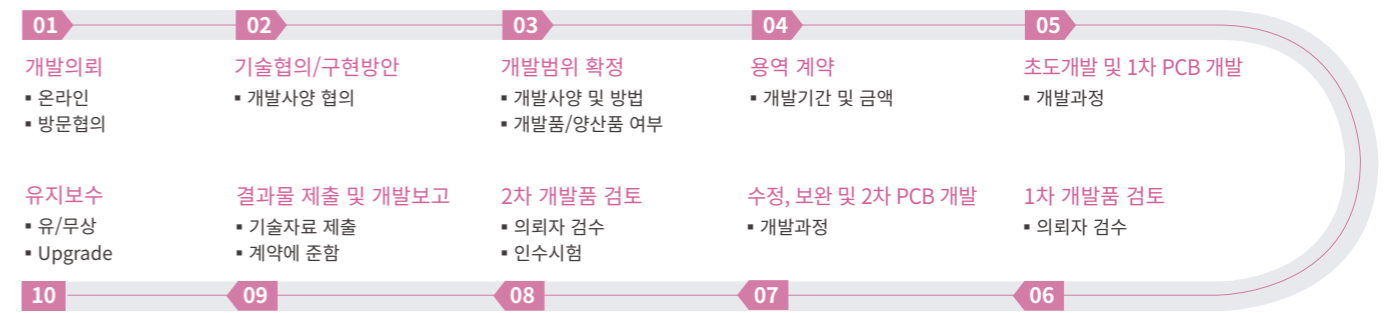 01
개발의뢰
▪ 온라인
▪ 방문협의
02
기술협의/구현방안
▪ 개발사양 협의
03
개발범위 확정
▪ 개발사양 및 방법
▪ 개발품/양산품 여부
04
용역 계약
▪ 개발기간 및 금액
05
초도개발 및 1차 PCB 개발
▪ 개발과정
1차 개발품 검토
▪ 의뢰자 검수
06
수정, 보완 및 2차 PCB 개발
▪ 개발과정
07
2차 개발품 검토
▪ 의뢰자 검수
▪ 인수시험
08
결과물 제출 및 개발보고
▪ 기술자료 제출
▪ 계약에 준함
09
유지보수
▪ 유/무상
▪ Upgrade
10